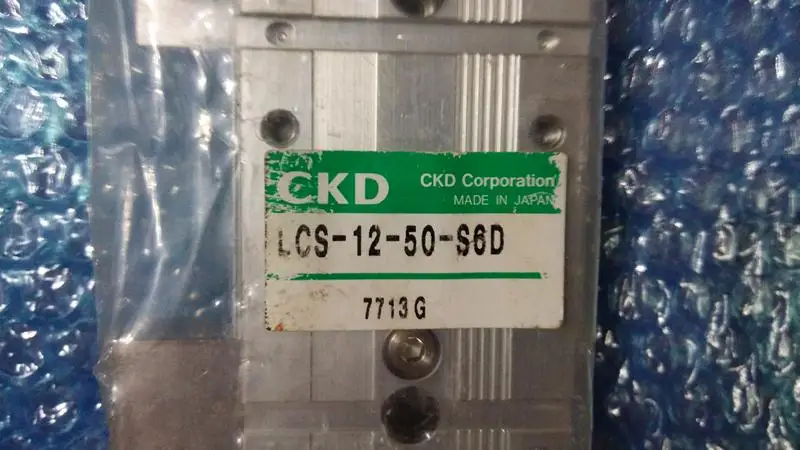 CKD
CKD Corporation
MADE IN JAPAN
LCS-12-50-S6D
7713G